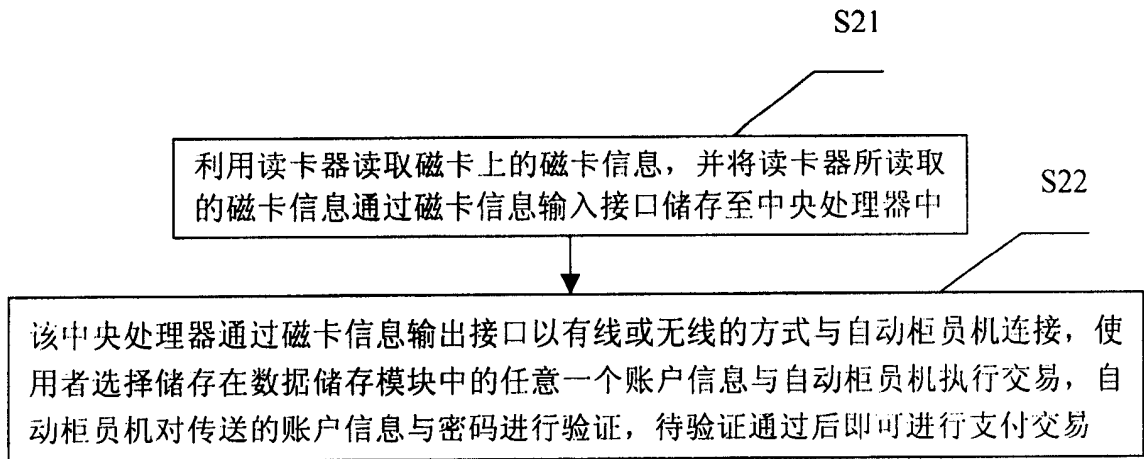 S21
利用读卡器读取磁卡上的磁卡信息，并将读卡器所读取
的磁卡信息通过磁卡信息输入接口储存至中央处理器中
S22
该中央处理器通过磁卡信息输出接口以有线或无线的方式与自动柜员机连接，使
用者选择储存在数据储存模块中的任意一个账户信息与自动柜员机执行交易，自
动柜员机对传送的账户信息与密码进行验证，待验证通过后即可进行支付交易